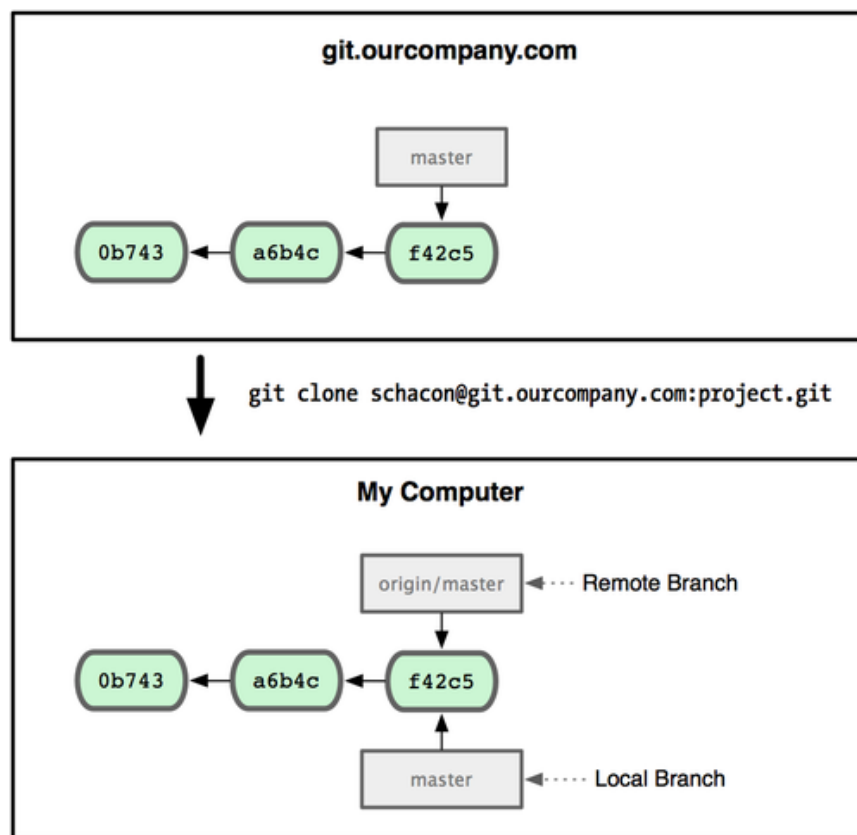 git.ourcompany.com
master
0b743
a6b4c
f42c5
git clone schacon@git.ourcompany.com:project.git
My Computer
origin/master
Remote Branch
0b743
a6b4c
f42c5
master
Local Branch